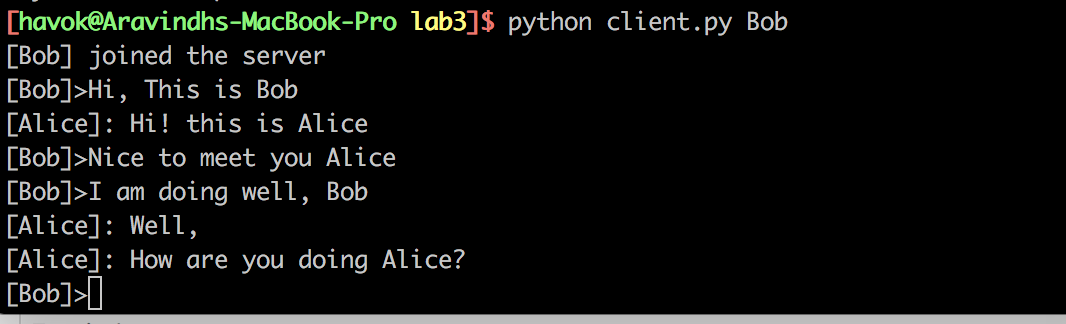 [havok@Aravindhs-MacBook-Pro lab3]$ python client.py Bob
[Bob] joined the server
[Bob]>Hi, This is Bob
[Alice]: Hi! this is Alice
[Bob]>Nice to meet you Alice
[Bob]>I am doing well, Bob
[Alice]: Well,
[Alice]: How are you doing Alice?
[Bob]>